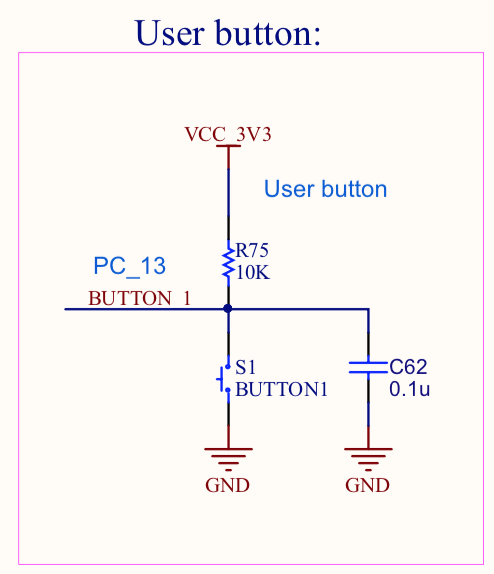 User button:
VCC_3V3
User button
R75
10K
PC_13
BUTTON_1
S1
BUTTON1
C62
0.1u
GND
GND